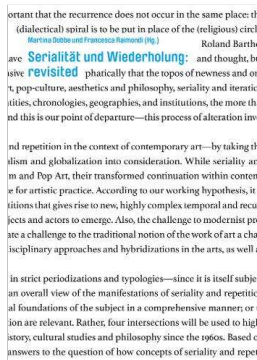 ortant that the recurrence does not occur in the same place: th
(dialectical) spiral is to be put in place of the (religious) circl
Martina Dobbe und Francesca Raimondi (Hg.)
Roland Barthe
ave Serialität und Wiederholung: and thought, bu
sive revisited phatically that the topos of newness and or
t, pop-culture, aesthetics and philosophy, seriality and iteratio
tities, chronologies, geographies, and institutions, the more th
nd this is our point of departure—this process of alteration inv
nd repetition in the context of contemporary art—by taking th
alism and globalization into consideration. While seriality an
m and Pop Art, their transformed continuation within conten
e for artistic practice. According to our working hypothesis, it
titions that gives rise to new, highly complex temporal and recu
jects and actors to emerge. Also, the challenge to modernist pro
ate a challenge to the traditional notion of the work of art a cha
isciplinary approaches and hybridizations in the arts, as well a
in strict periodizations and typologies—since it is itself subje
an overall view of the manifestations of seriality and repetitio
al foundations of the subject in a comprehensive manner; or
ion are relevant. Rather, four intersections will be used to high
istory, cultural studies and philosophy since the 1960s. Based o
answers to the question of how concepts of seriality and repet